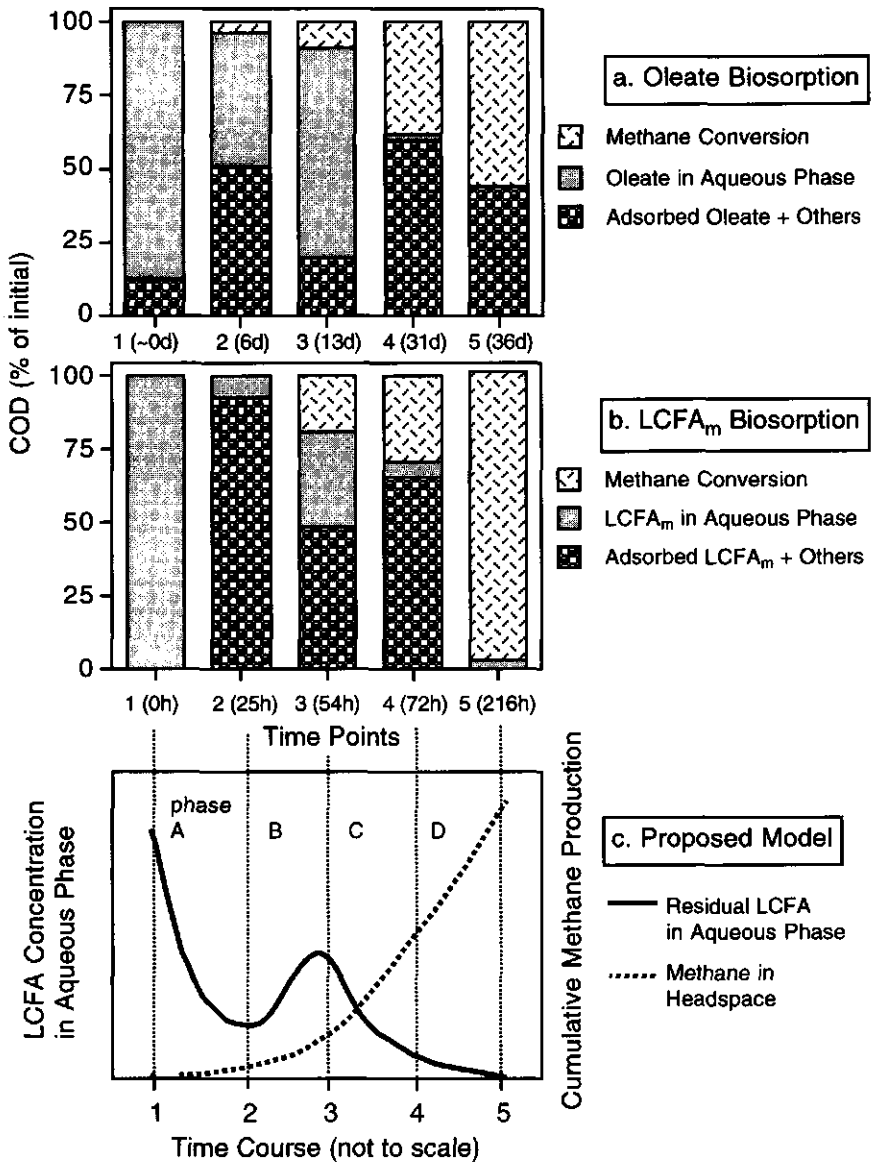 COD (% of initial)
100
75
50
25
0
1 (~0d) 2 (6d) 3 (13d) 4 (31d) 5 (36d)
a. Oleate Biosorption
Methane Conversion
Oleate in Aqueous Phase
Adsorbed Oleate + Others
100
75
50
25
0
1 (0h) 2 (25h) 3 (54h) 4 (72h) 5 (216h)
Time Points
b. LCFAm Biosorption
Methane Conversion
LCFAm in Aqueous Phase
Adsorbed LCFAm + Others
LCFA Concentration
in Aqueous Phase
phase
A B C D
Cumulative Methane Production
1 2 3 4 5
Time Course (not to scale)
c. Proposed Model
Residual LCFA
in Aqueous Phase
Methane in
Headspace